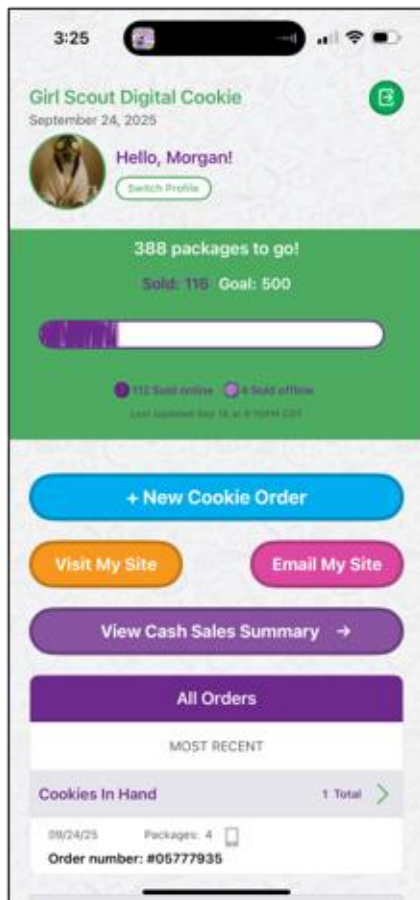 3:25
Girl Scout Digital Cookie
September 24, 2025
Hello, Morgan!
Switch Profile
388 packages to go!
Sold: 116 Goal: 500
112 Sold online 4 Sold offline
Last Updated Sep
+ New Cookie Order
Visit My Site Email My Site
View Cash Sales Summary →
All Orders
MOST RECENT
Cookies In Hand 1 Total
09/24/25 Packages: 4
Order number: #05777935